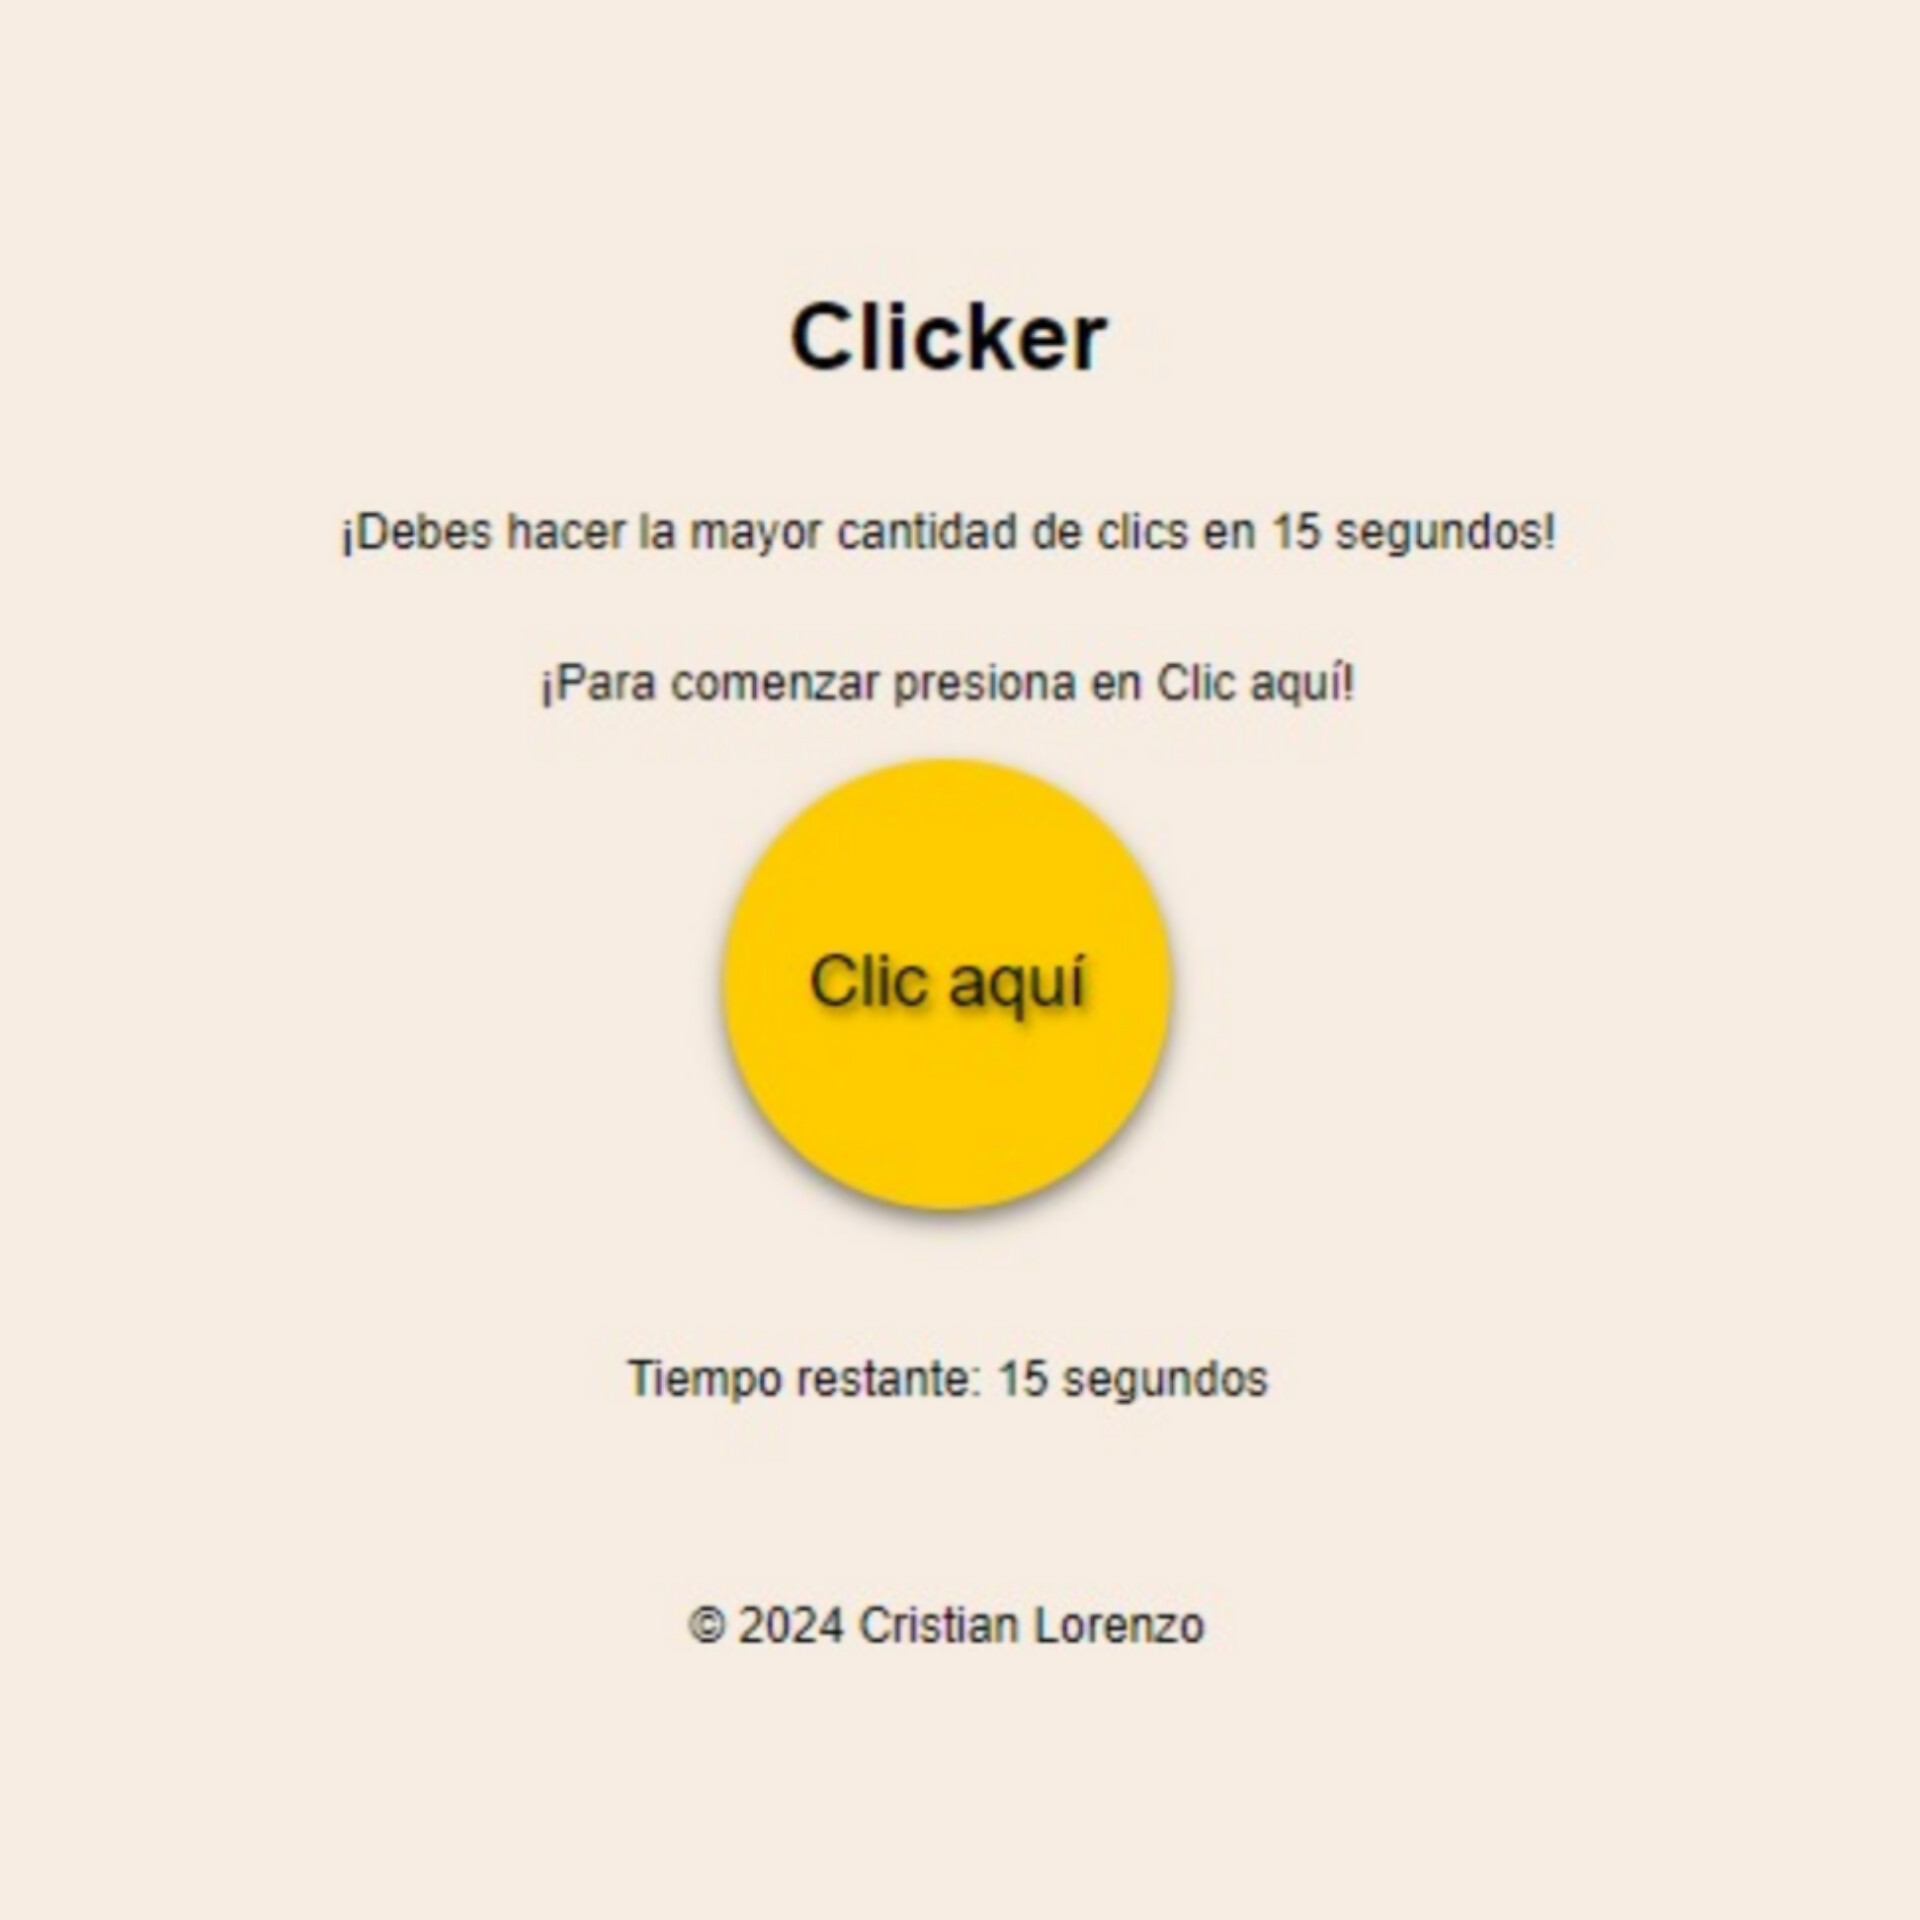 Clicker
¡Debes hacer la mayor cantidad de clics en 15 segundos!
¡Para comenzar presiona en Clic aquí!
Clic aquí
Tiempo restante: 15 segundos
© 2024 Cristian Lorenzo